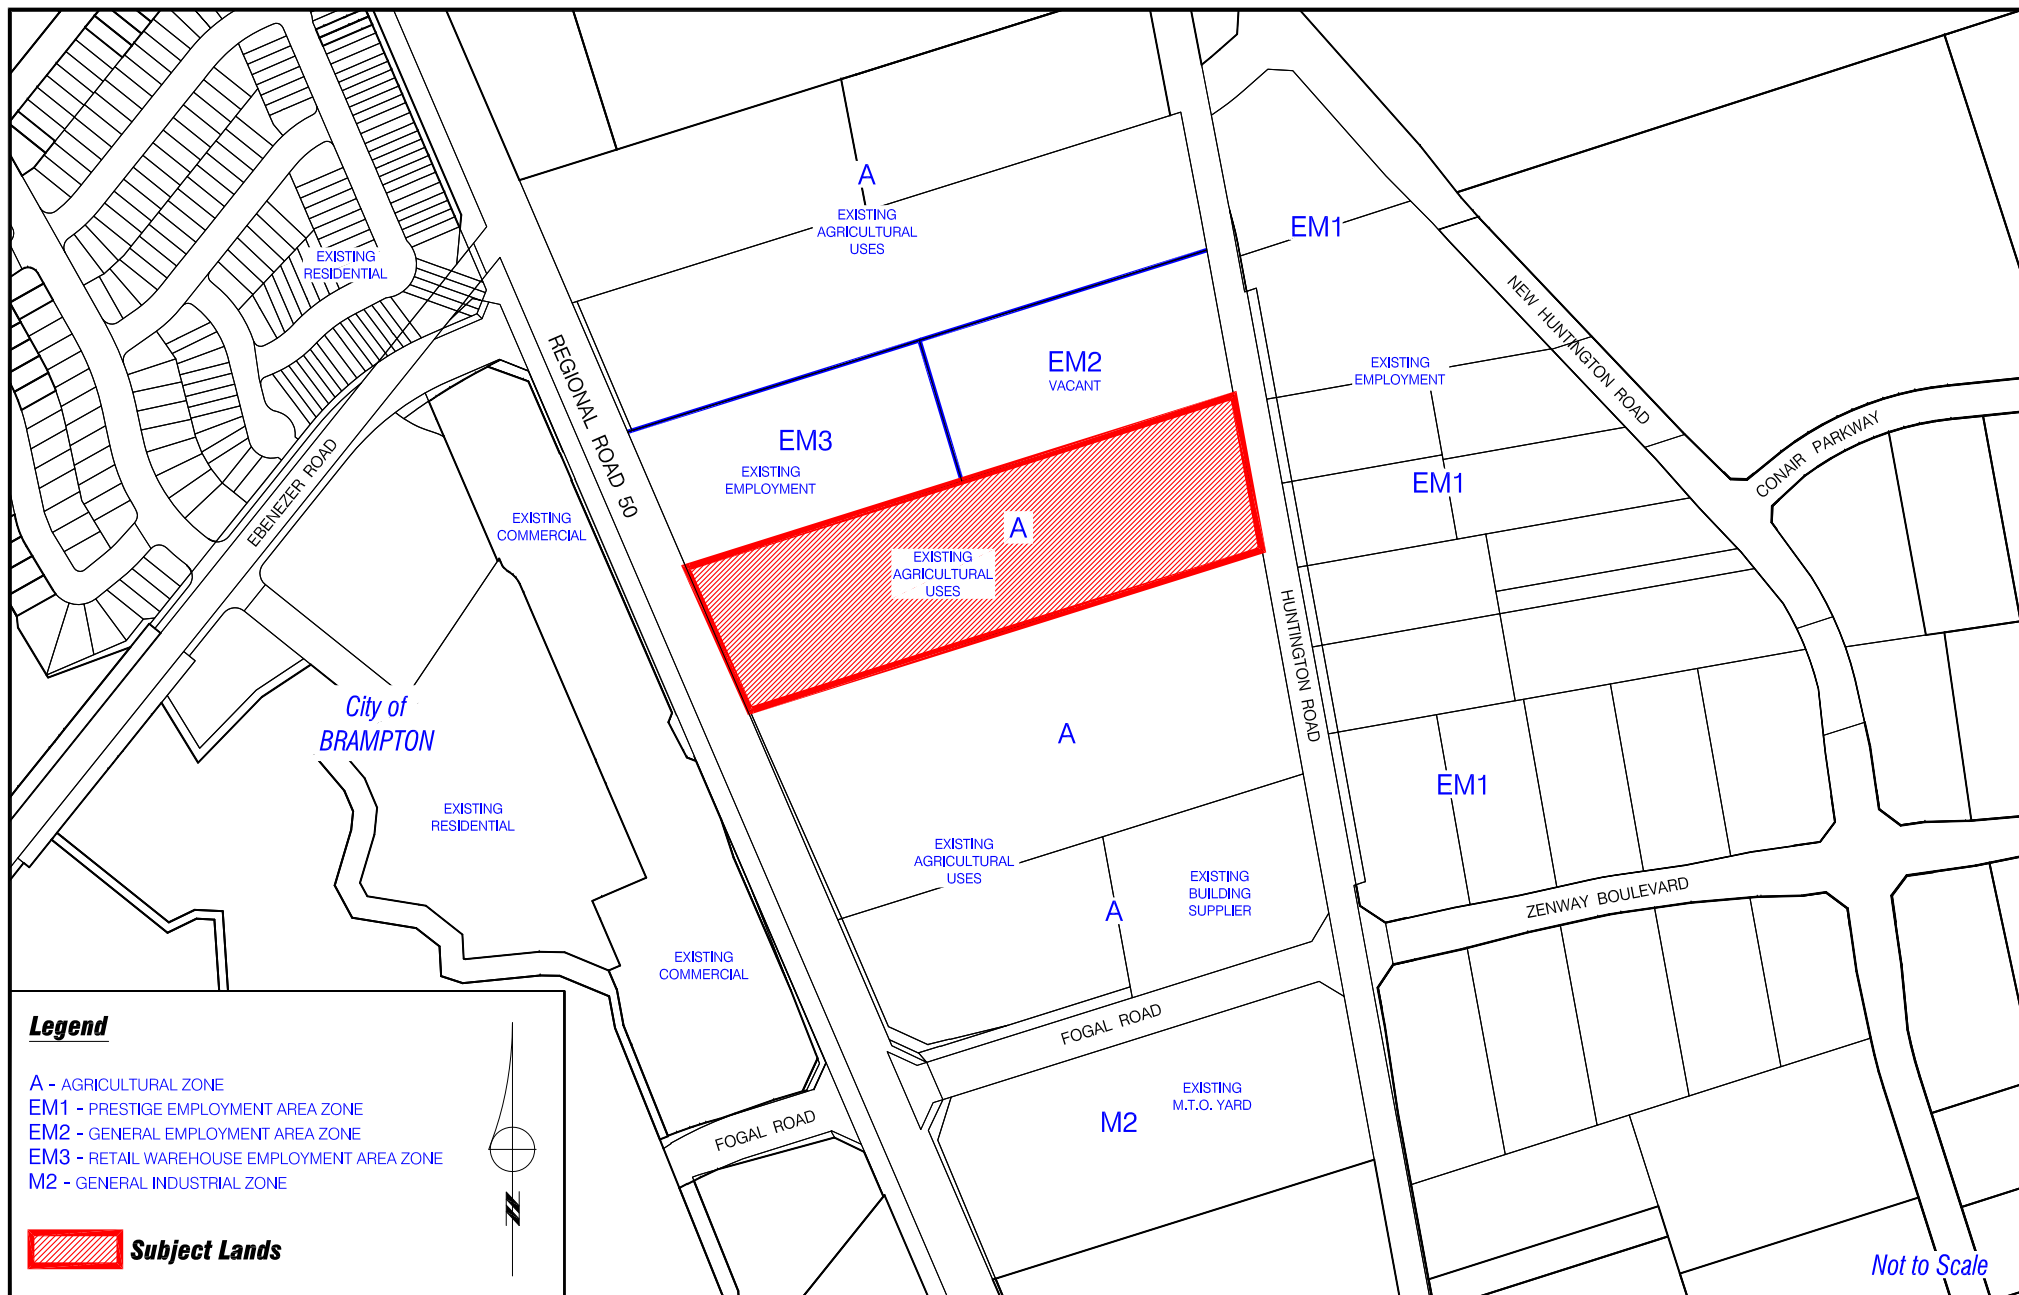 A
EXISTING
AGRICULTURAL
USES
EM1
EXISTING
RESIDENTIAL
NEW HUNTINGTON ROAD
REGIONAL ROAD 50
EM2
VACANT
EXISTING
EMPLOYMENT
EM3
EXISTING
EMPLOYMENT
CONAIR PARKWAY
EBENEZER ROAD
EM1
EXISTING
COMMERCIAL
A
EXISTING
AGRICULTURAL
USES
HUNTINGTON ROAD
City of
BRAMPTON
A
EM1
EXISTING
RESIDENTIAL
EXISTING
AGRICULTURAL
USES
A
EXISTING
BUILDING
SUPPLIER
ZENWAY BOULEVARD
EXISTING
COMMERCIAL
FOGAL ROAD
EXISTING
M.T.O. YARD
M2
FOGAL ROAD
Legend
A - AGRICULTURAL ZONE
EM1 - PRESTIGE EMPLOYMENT AREA ZONE
EM2 - GENERAL EMPLOYMENT AREA ZONE
EM3 - RETAIL WAREHOUSE EMPLOYMENT AREA ZONE
M2 - GENERAL INDUSTRIAL ZONE
N
Subject Lands
Not to Scale